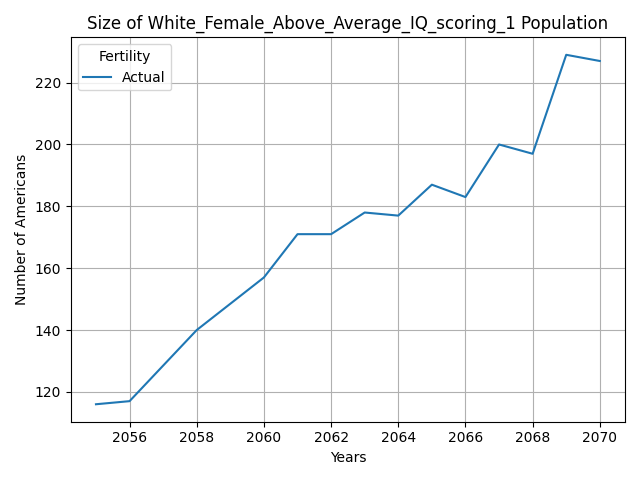 Size of White_Female_Above_Average_IQ_scoring_1 Population
Fertility
Actual
220
200
180
160
140
120
Number of Americans
2056 2058 2060 2062 2064 2066 2068 2070
Years